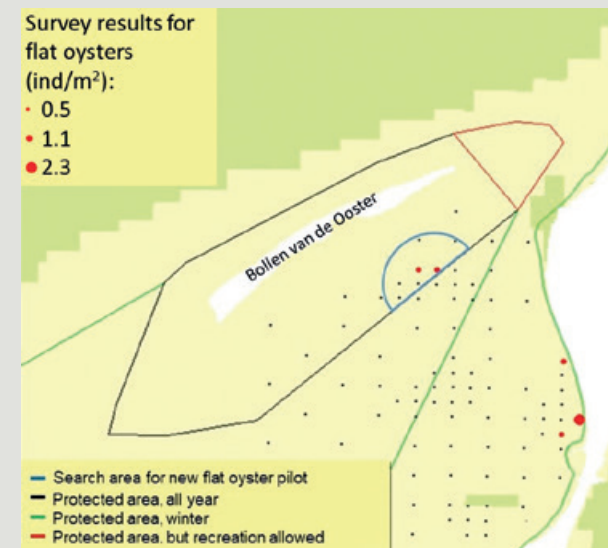 Survey results for
flat oysters
(ind/m²):
0.5
1.1
2.3
Bollen van de Ooster
Search area for new flat oyster pilot
Protected area, all year
Protected area, winter
Protected area, but recreation allowed